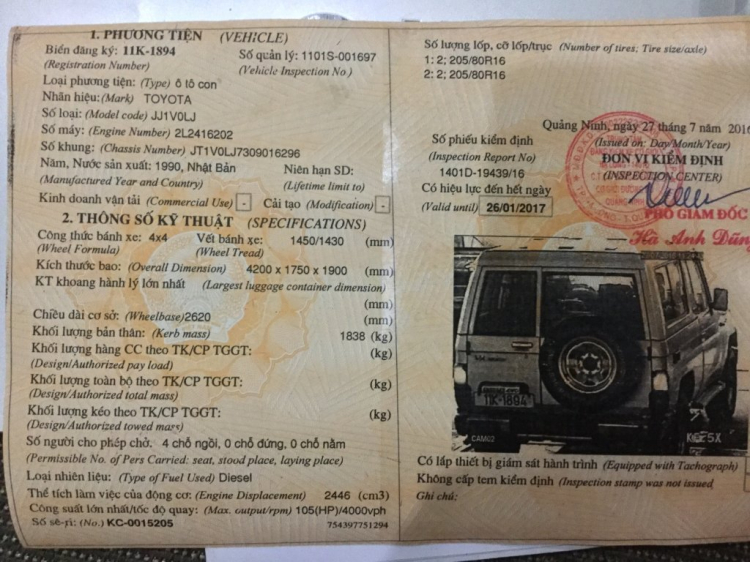 1. PHƯƠNG TIỆN (VEHICLE)
Biển đăng ký: 11K-1894
(Registration Number)
Số quản lý: 1101S-001697
(Vehicle Inspection No)
Loại phương tiện: (Type) ô tô con
Nhãn hiệu:(Mark) TOYOTA
Số loại: (Model code) JJ1V0LJ
Số máy: (Engine Number) 2L2416202
Số khung: (Chassis Number) JT1V0LJ7309016296
Năm, Nước sản xuất: 1990, Nhật Bản
(Manufactured Year and Country)
Niên hạn SD:
(Lifetime limit to)
Kinh doanh vận tải (Commercial Use) - Cải tạo (Modification) -
2. THÔNG SỐ KỸ THUẬT (SPECIFICATIONS)
Công thức bánh xe: 4x4 Vết bánh xe: 1450/1430 (mm)
(Wheel Formula) (Wheel Tread)
Kích thước bao: (Overall Dimension) 4200 x 1750 x 1900 (mm)
KT khoang hành lý lớn nhất (Largest luggage container dimension)
(mm)
Chiều dài cơ sở: (Wheelbase)2620 (mm)
Khối lượng bản thân: (Kerb mass) 1838 (kg)
Khối lượng hàng CC theo TK/CP TGGT: (kg)
(Design/Authorized pay load)
Khối lượng toàn bộ theo TK/CP TGGT: (kg)
(Design/Authorized total mass)
Khối lượng kéo theo TK/CP TGGT: (kg)
(Design/Authorized towed mass)
Số người cho phép chở: 4 chỗ ngồi, 0 chỗ đứng, 0 chỗ nằm
(Permissible No. of Pers Carried: seat, stood place, laying place)
Loại nhiên liệu: (Type of Fuel Used) Diesel
Thể tích làm việc của động cơ: (Engine Displacement) 2446 (cm3)
Công suất lớn nhất/tốc độ quay: (Max. output/rpm) 105(HP)/4000vph
Số sê-ri: (No.) KC-0015205 754397751294
Số lượng lốp, cỡ lốp/trục (Number of tires; Tire size/axle)
1: 2; 205/80R16
2: 2; 205/80R16
Quảng Ninh, ngày 27 tháng 7 năm 2016
(Issued on: Day/Month/Year)
Số phiếu kiểm định
(Inspection Report No)
1401D-19439/16
ĐƠN VỊ KIỂM ĐỊNH
(INSPECTION CENTER)
Có hiệu lực đến hết ngày
(Valid until) 26/01/2017
PHÓ GIÁM ĐỐC
Hà Anh Dũng
11K-1894
CAM02
Có lắp thiết bị giám sát hành trình (Equipped with Tachograph)
Không cấp tem kiểm định (Inspection stamp was not issued
Ghi chú: